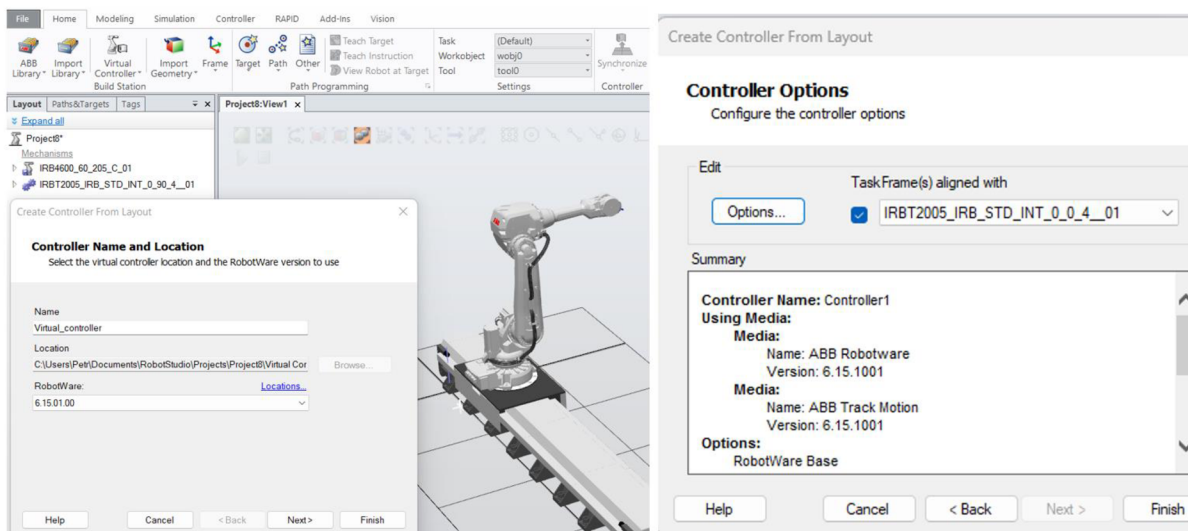 File Home Modeling Simulation Controller RAPID Add-Ins Vision
ABB Library
Import Library
Virtual Controller
Import Geometry
Frame
Target
Path
Other
Teach Target
Teach Instruction
View Robot at Target
Task (Default)
Workobject wobj0
Tool tool0
Synchronize
Build Station Path Programming Settings Controller
Layout Paths&Targets Tags
Project8:View1
Expand all
Project8*
Mechanisms
IRB4600_60_205_C_01
IRBT2005_IRB_STD_INT_0_90_4__01
Create Controller From Layout
Controller Name and Location
Select the virtual controller location and the RobotWare version to use
Name
Virtual_controller
Location
C:\Users\Petr\Documents\RobotStudio\Projects\Project8\Virtual Cor Browse...
RobotWare: Locations...
6.15.01.00
Help Cancel < Back Next> Finish
Create Controller From Layout
Controller Options
Configure the controller options
Edit
Task Frame(s) aligned with
Options... IRBT2005_IRB_STD_INT_0_0_4__01
Summary
Controller Name: Controller1
Using Media:
Media:
Name: ABB Robotware
Version: 6.15.1001
Media:
Name: ABB Track Motion
Version: 6.15.1001
Options:
RobotWare Base
Help Cancel < Back Next > Finish